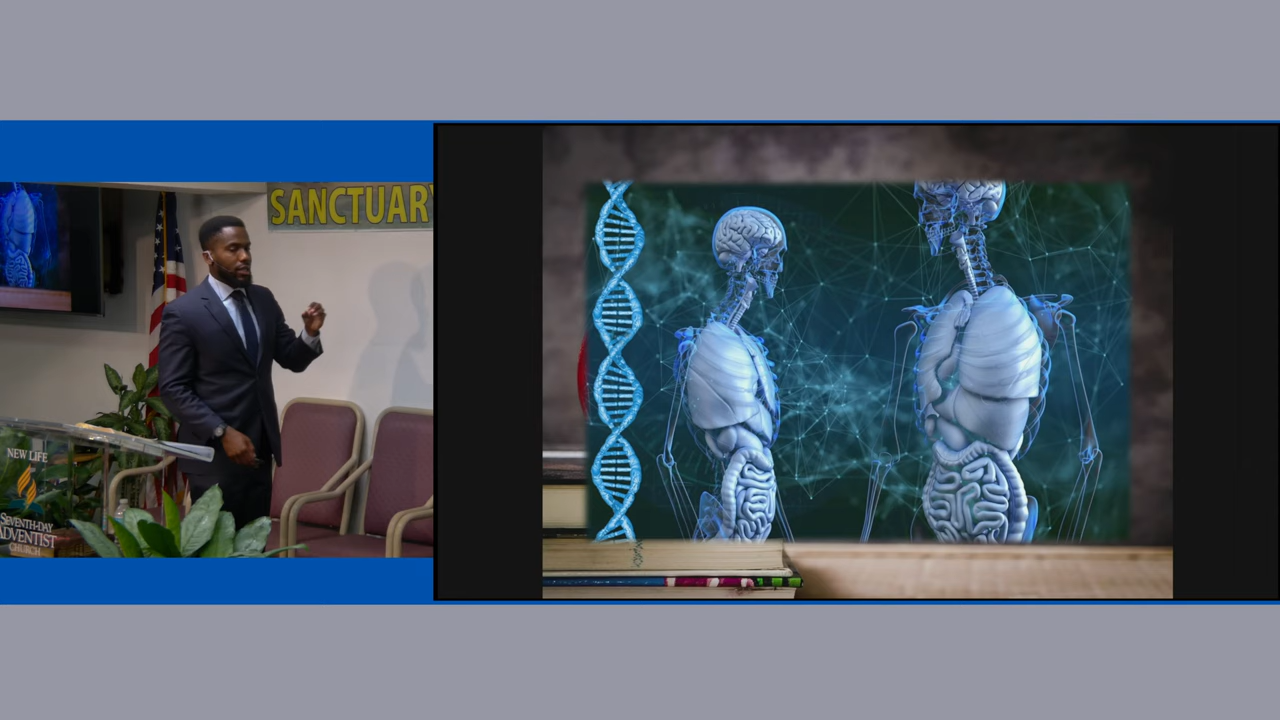 SANCTUARY
NEW LIFE
SEVENTH-DAY
ADVENTIST
CHURCH